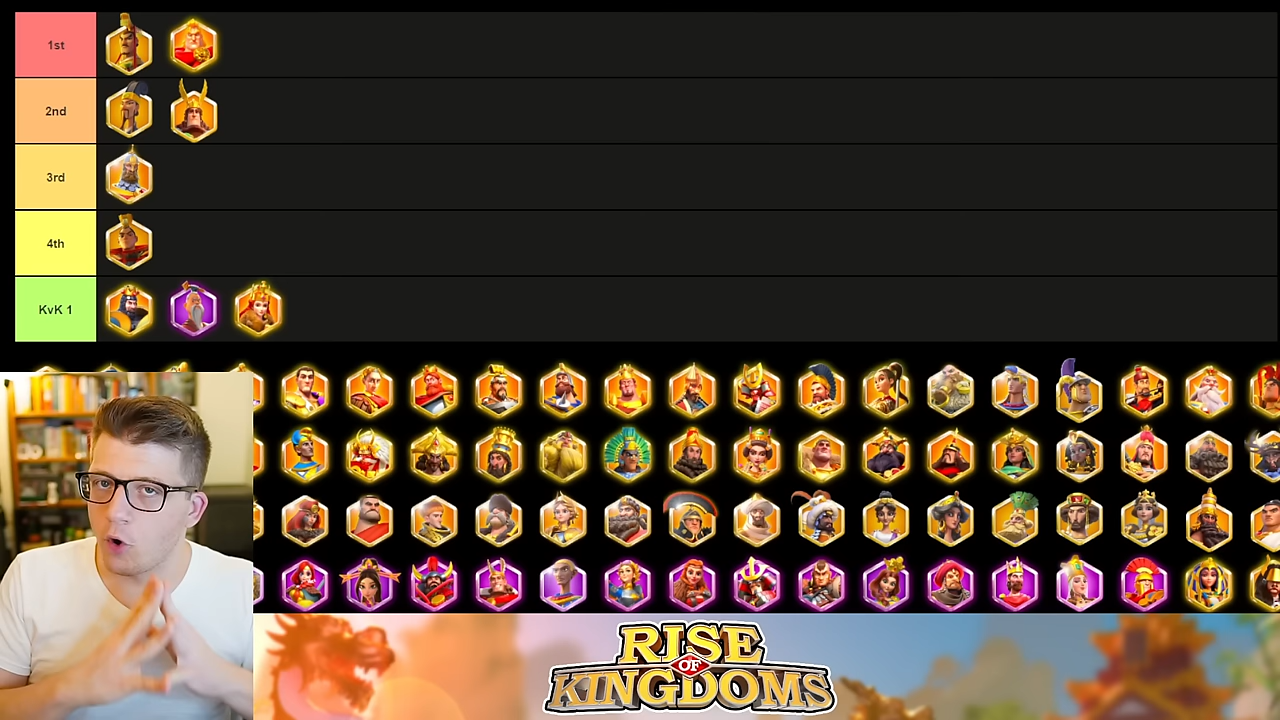 1st
2nd
3rd
4th
KvK 1
RISE
OF
KINGDOMS